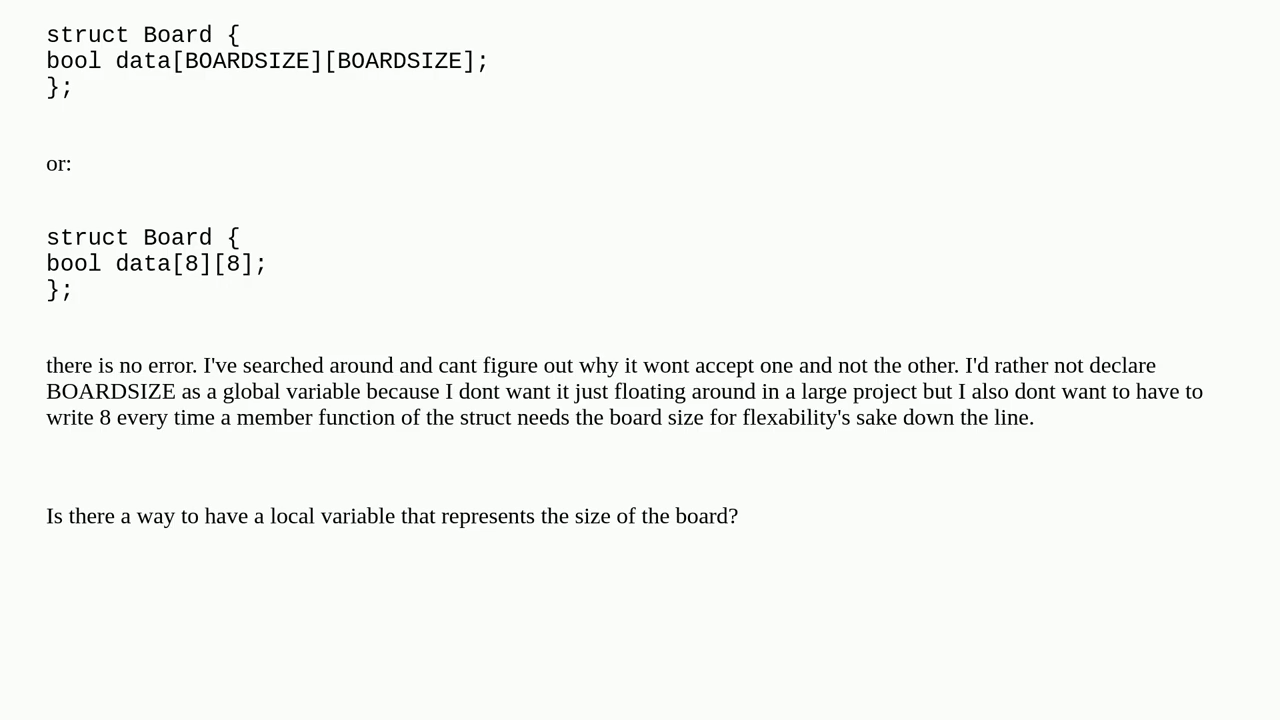 struct Board {
bool data[BOARDSIZE][BOARDSIZE];
};
or:
struct Board {
bool data[8][8];
};
there is no error. I've searched around and cant figure out why it wont accept one and not the other. I'd rather not declare
BOARDSIZE as a global variable because I dont want it just floating around in a large project but I also dont want to have to
write 8 every time a member function of the struct needs the board size for flexability's sake down the line.
Is there a way to have a local variable that represents the size of the board?